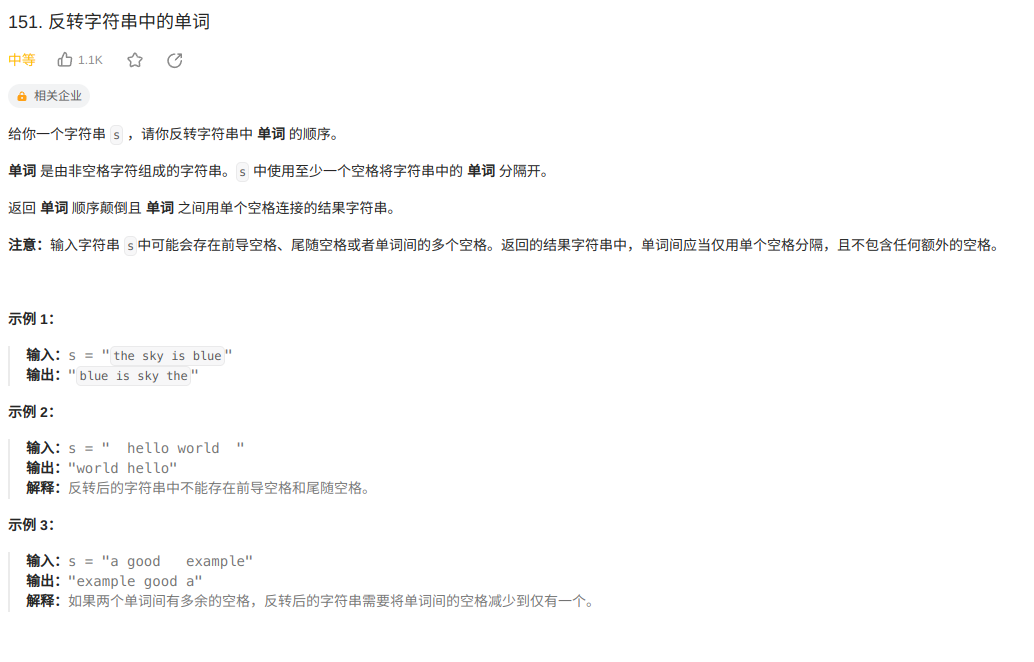 151. 反转字符串中的单词
中等 1.1K
相关企业
给你一个字符串 s ，请你反转字符串中 单词 的顺序。
单词 是由非空格字符组成的字符串。s 中使用至少一个空格将字符串中的 单词 分隔开。
返回 单词 顺序颠倒且 单词 之间用单个空格连接的结果字符串。
注意：输入字符串 s中可能会存在前导空格、尾随空格或者单词间的多个空格。返回的结果字符串中，单词间应当仅用单个空格分隔，且不包含任何额外的空格。
示例 1：
输入：s = "the sky is blue"
输出："blue is sky the"
示例 2：
输入：s = "  hello world  "
输出："world hello"
解释：反转后的字符串中不能存在前导空格和尾随空格。
示例 3：
输入：s = "a good   example"
输出："example good a"
解释：如果两个单词间有多余的空格，反转后的字符串需要将单词间的空格减少到仅有一个。